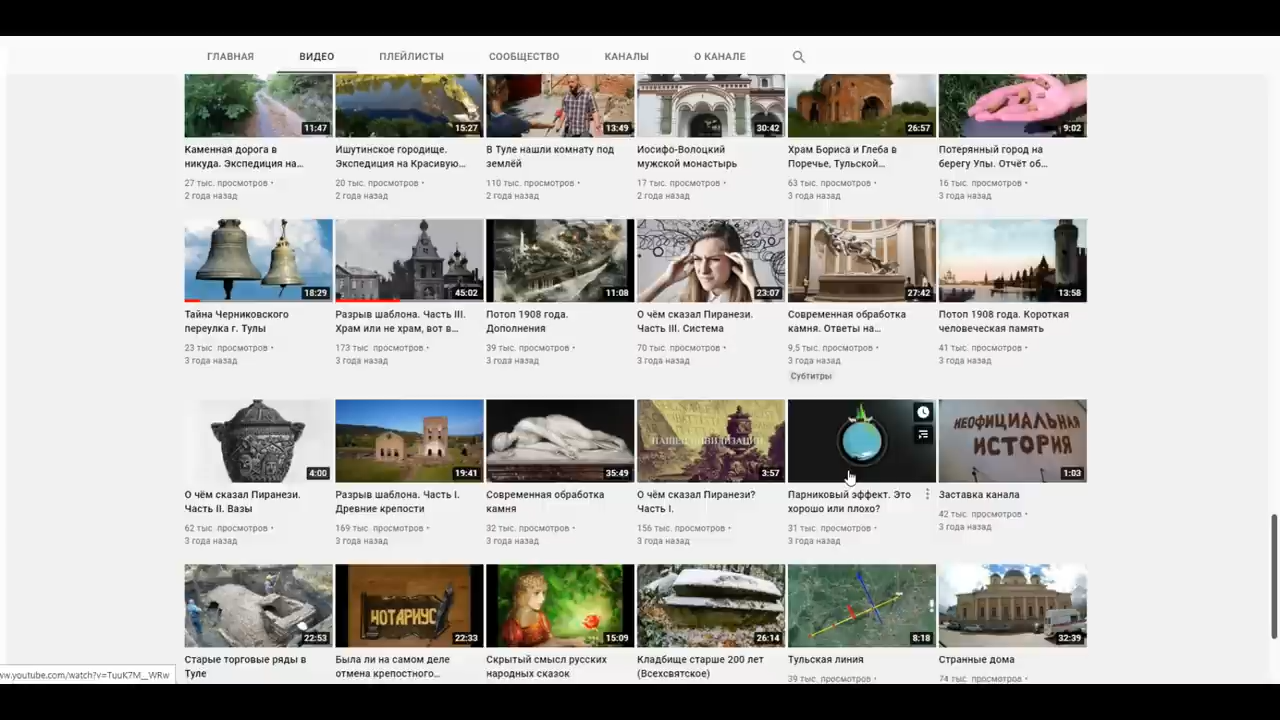 ГЛАВНАЯ ВИДЕО ПЛЕЙЛИСТЫ СООБЩЕСТВО КАНАЛЫ О КАНАЛЕ
11:47 15:27 13:49 30:42 26:57 9:02
Каменная дорога в
никуда. Экспедиция на...
27 тыс. просмотров •
2 года назад
Ишутинское городище.
Экспедиция на Красивую...
20 тыс. просмотров •
2 года назад
В Туле нашли комнату под
землёй
110 тыс. просмотров •
2 года назад
Иосифо-Волоцкий
мужской монастырь
17 тыс. просмотров •
2 года назад
Храм Бориса и Глеба в
Поречье, Тульской...
63 тыс. просмотров •
3 года назад
Потерянный город на
берегу Упы. Отчёт об...
16 тыс. просмотров •
3 года назад
18:29 45:02 11:08 23:07 27:42 13:58
Тайна Черниковского
переулка г. Тулы
23 тыс. просмотров •
3 года назад
Разрыв шаблона. Часть III.
Храм или не храм, вот в...
173 тыс. просмотров •
3 года назад
Потоп 1908 года.
Дополнения
39 тыс. просмотров •
3 года назад
О чём сказал Пиранези.
Часть III. Система
70 тыс. просмотров •
3 года назад
Современная обработка
камня. Ответы на...
9,5 тыс. просмотров •
3 года назад
Субтитры
Потоп 1908 года. Короткая
человеческая память
41 тыс. просмотров •
3 года назад
НАШЕЙ ЦИВИЛИЗАЦИИ
НЕОФИЦИАЛЬНАЯ
ИСТОРИЯ
4:00 19:41 35:49 3:57 1:03
О чём сказал Пиранези.
Часть II. Вазы
62 тыс. просмотров •
3 года назад
Разрыв шаблона. Часть I.
Древние крепости
169 тыс. просмотров •
3 года назад
Современная обработка
камня
32 тыс. просмотров •
3 года назад
О чём сказал Пиранези?
Часть I.
156 тыс. просмотров •
3 года назад
Парниковый эффект. Это
хорошо или плохо?
31 тыс. просмотров •
3 года назад
Заставка канала
42 тыс. просмотров •
3 года назад
НОТАРИУС
22:53 22:33 15:09 26:14 8:18 32:39
Старые торговые ряды в
Туле
Была ли на самом деле
отмена крепостного...
Скрытый смысл русских
народных сказок
Кладбище старше 200 лет
(Всехсвятское)
Тульская линия
39 тыс. просмотров •
Странные дома
74 тыс. просмотров •
ww.youtube.com/watch?v=TuuK7M__WRw